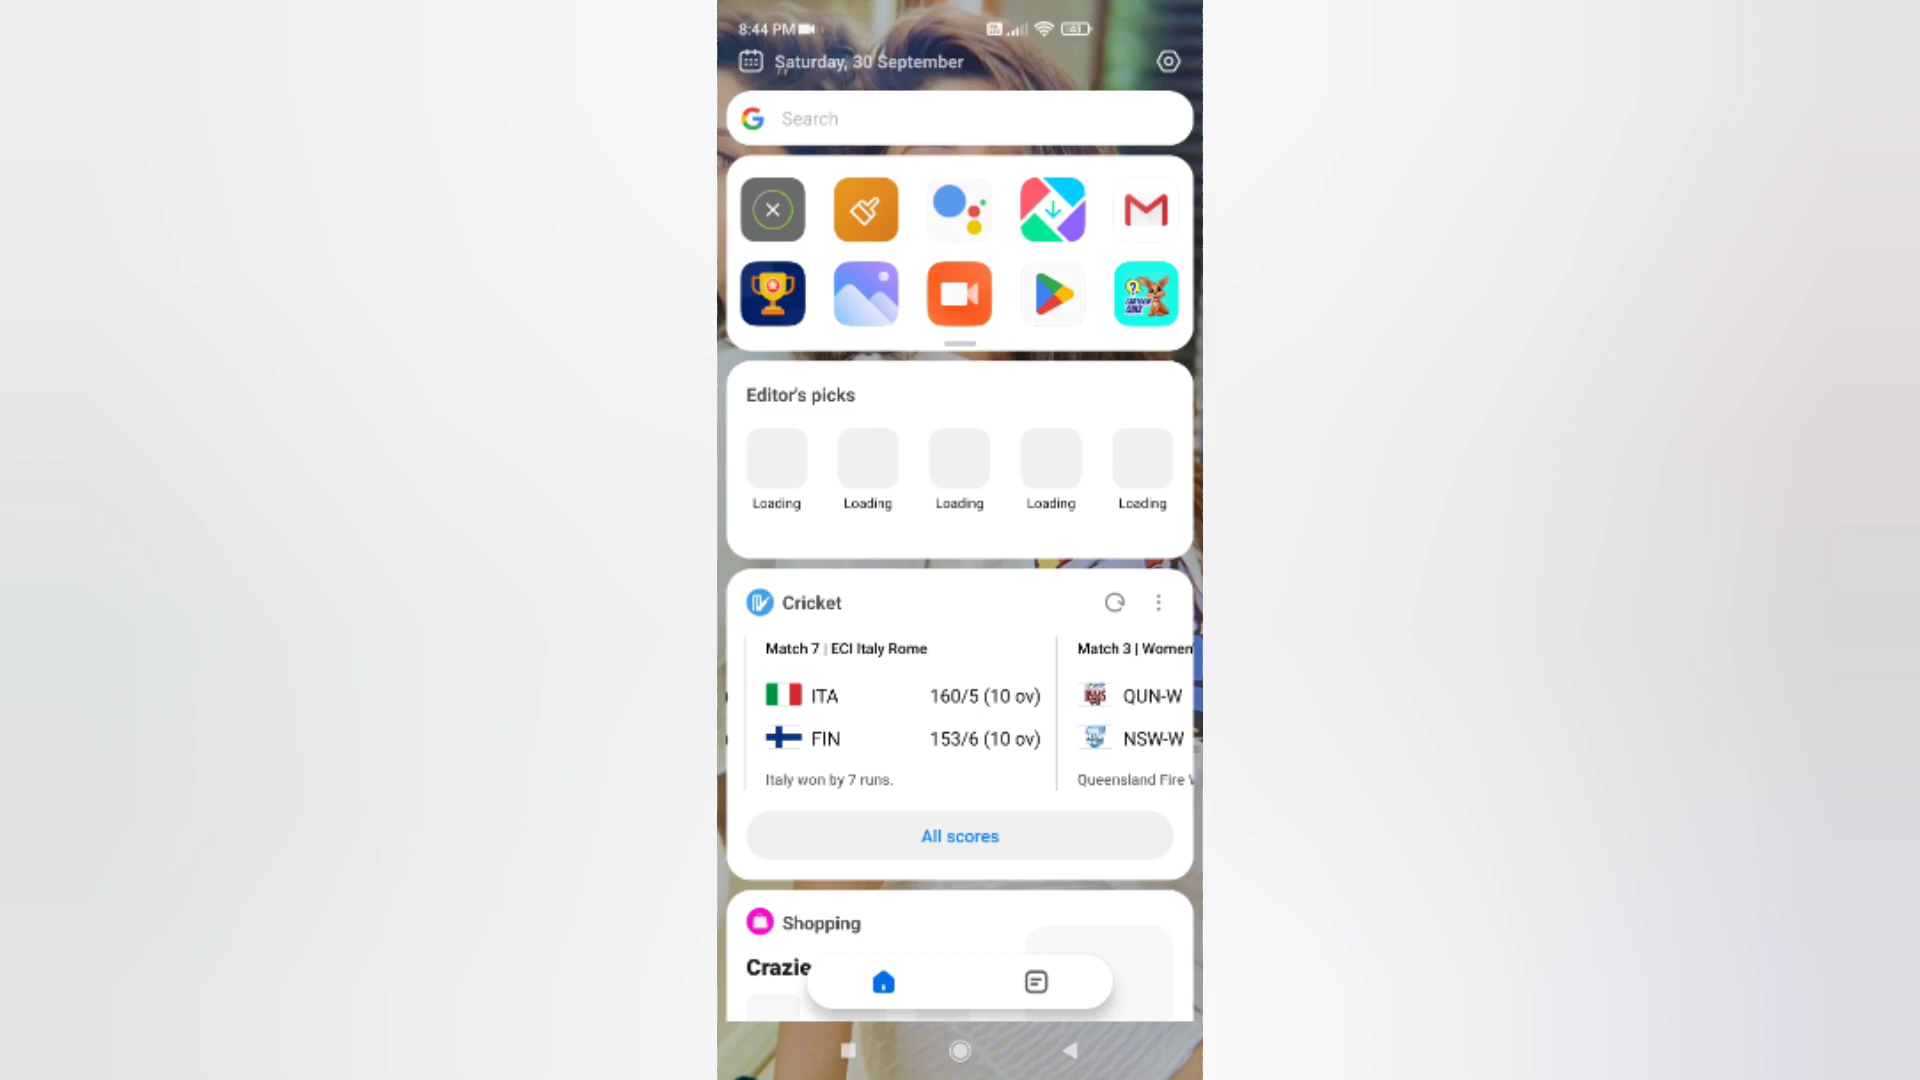 8:44 PM
43
Saturday, 30 September
Search
Editor's picks
Loading Loading Loading Loading Loading
Cricket
Match 7 | ECI Italy Rome
ITA 160/5 (10 ov)
FIN 153/6 (10 ov)
Italy won by 7 runs.
Match 3 | Women'
QUN-W
NSW-W
Queensland Fire
All scores
Shopping
Crazie